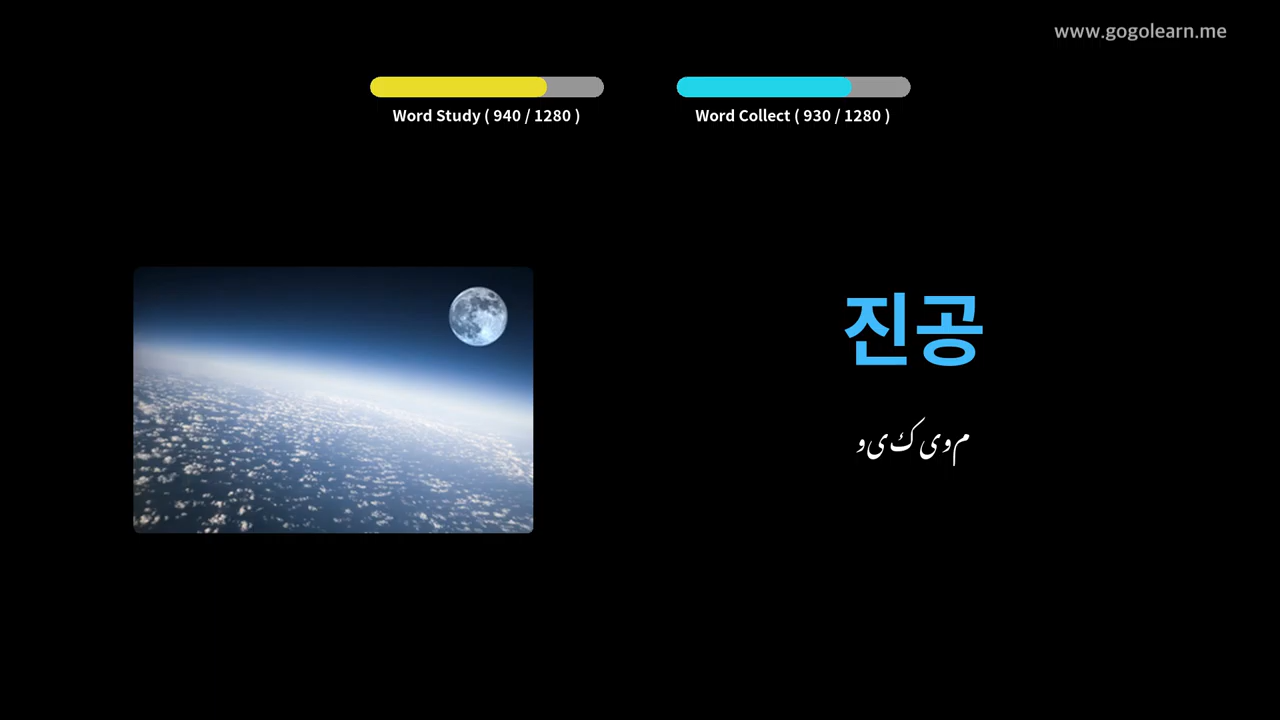 www.gogolearn.me
Word Study ( 940 / 1280 )
Word Collect ( 930 / 1280 )
진공
م‌و‌ی‌ک‌ی‌و